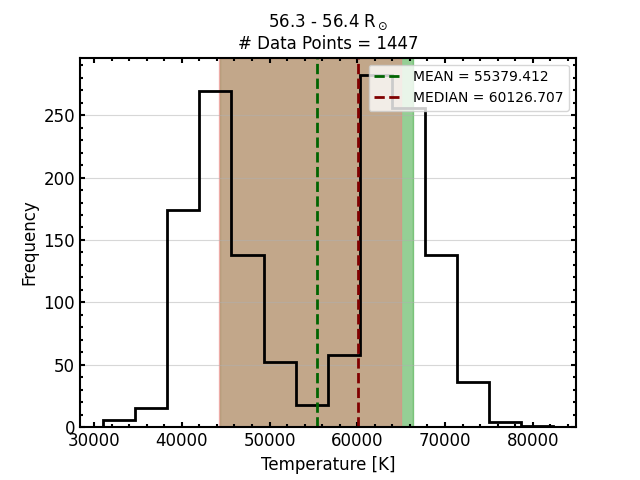 56.3 - 56.4 R⊙
# Data Points = 1447
MEAN = 55379.412
MEDIAN = 60126.707
Frequency
250
200
150
100
50
0
30000 40000 50000 60000 70000 80000
Temperature [K]